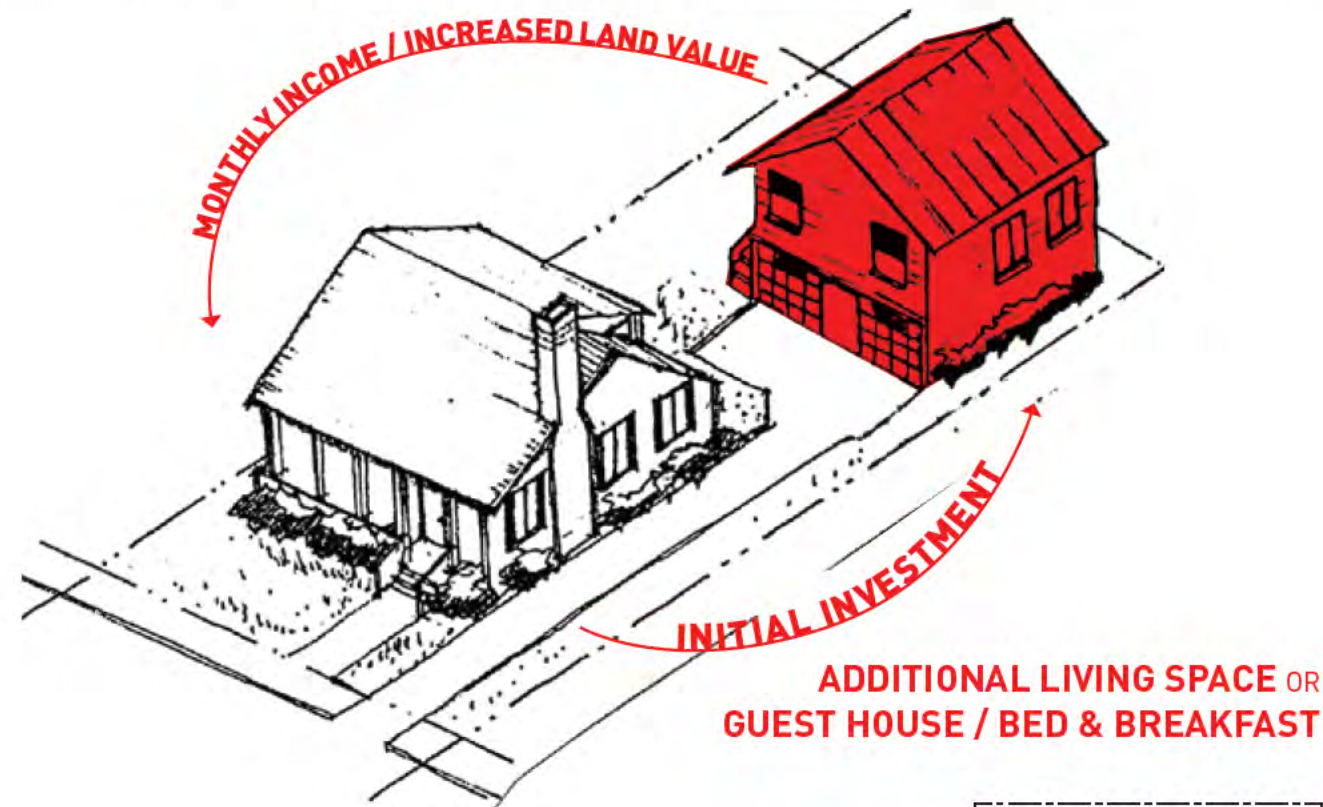 MONTHLY INCOME / INCREASED LAND VALUE
INITIAL INVESTMENT
ADDITIONAL LIVING SPACE OR
GUEST HOUSE / BED & BREAKFAST